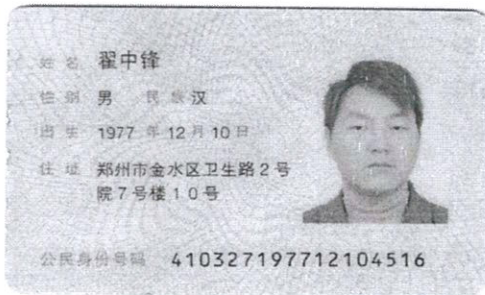 姓名 翟中锋
性别 男 民族 汉
出生 1977 年 12 月 10 日
住址 郑州市金水区卫生路2号
院7号楼10号
公民身份号码 410327197712104516